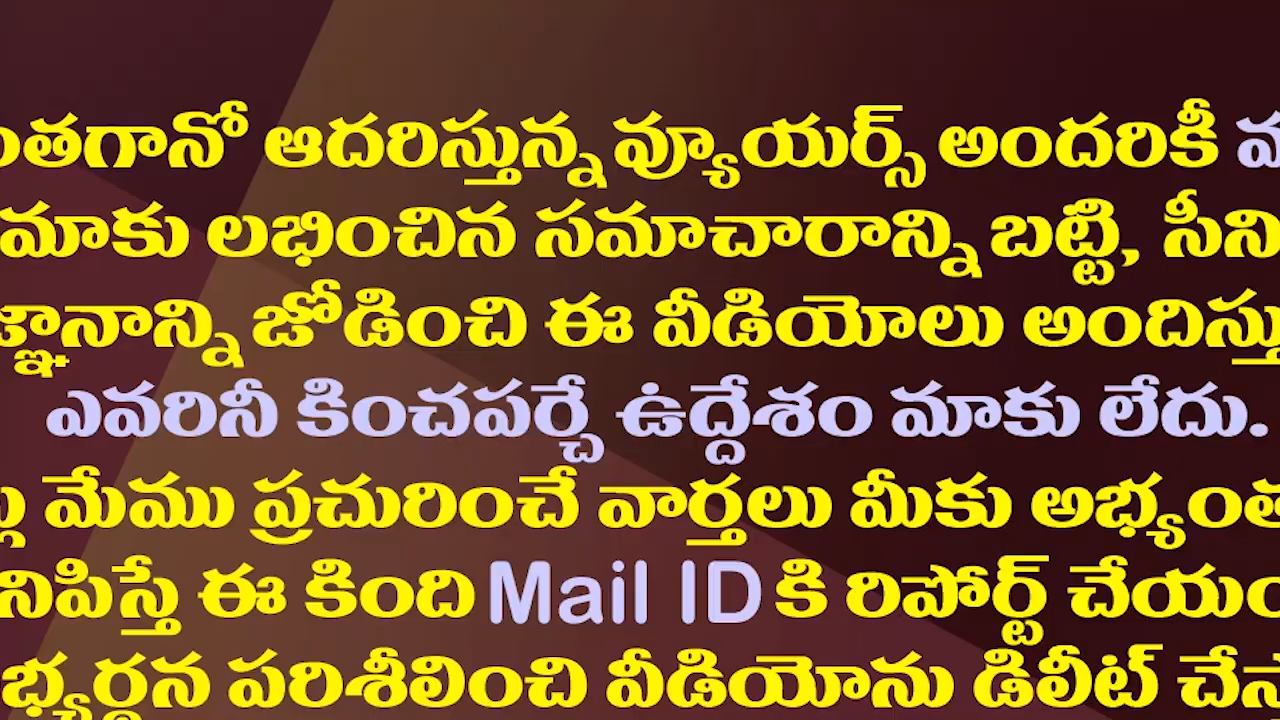 ంతగానో ఆదరిస్తున్న వ్యూయర్స్ అందరికీ
మాకు లభించిన సమాచారాన్ని బట్టి, సీని
జ్ఞానాన్ని జోడించి ఈ వీడియోలు అందిస్తు
ఎవరినీ కించపర్చే ఉద్దేశం మాకు లేదు.
మేము ప్రచురించే వార్తలు మీకు అభ్యంత
నిపిస్తే ఈ కింది Mail ID కి రిపోర్ట్ చేయం
భ్యర్ధన పరిశీలించి వీడియోను డిలీట్ చేస